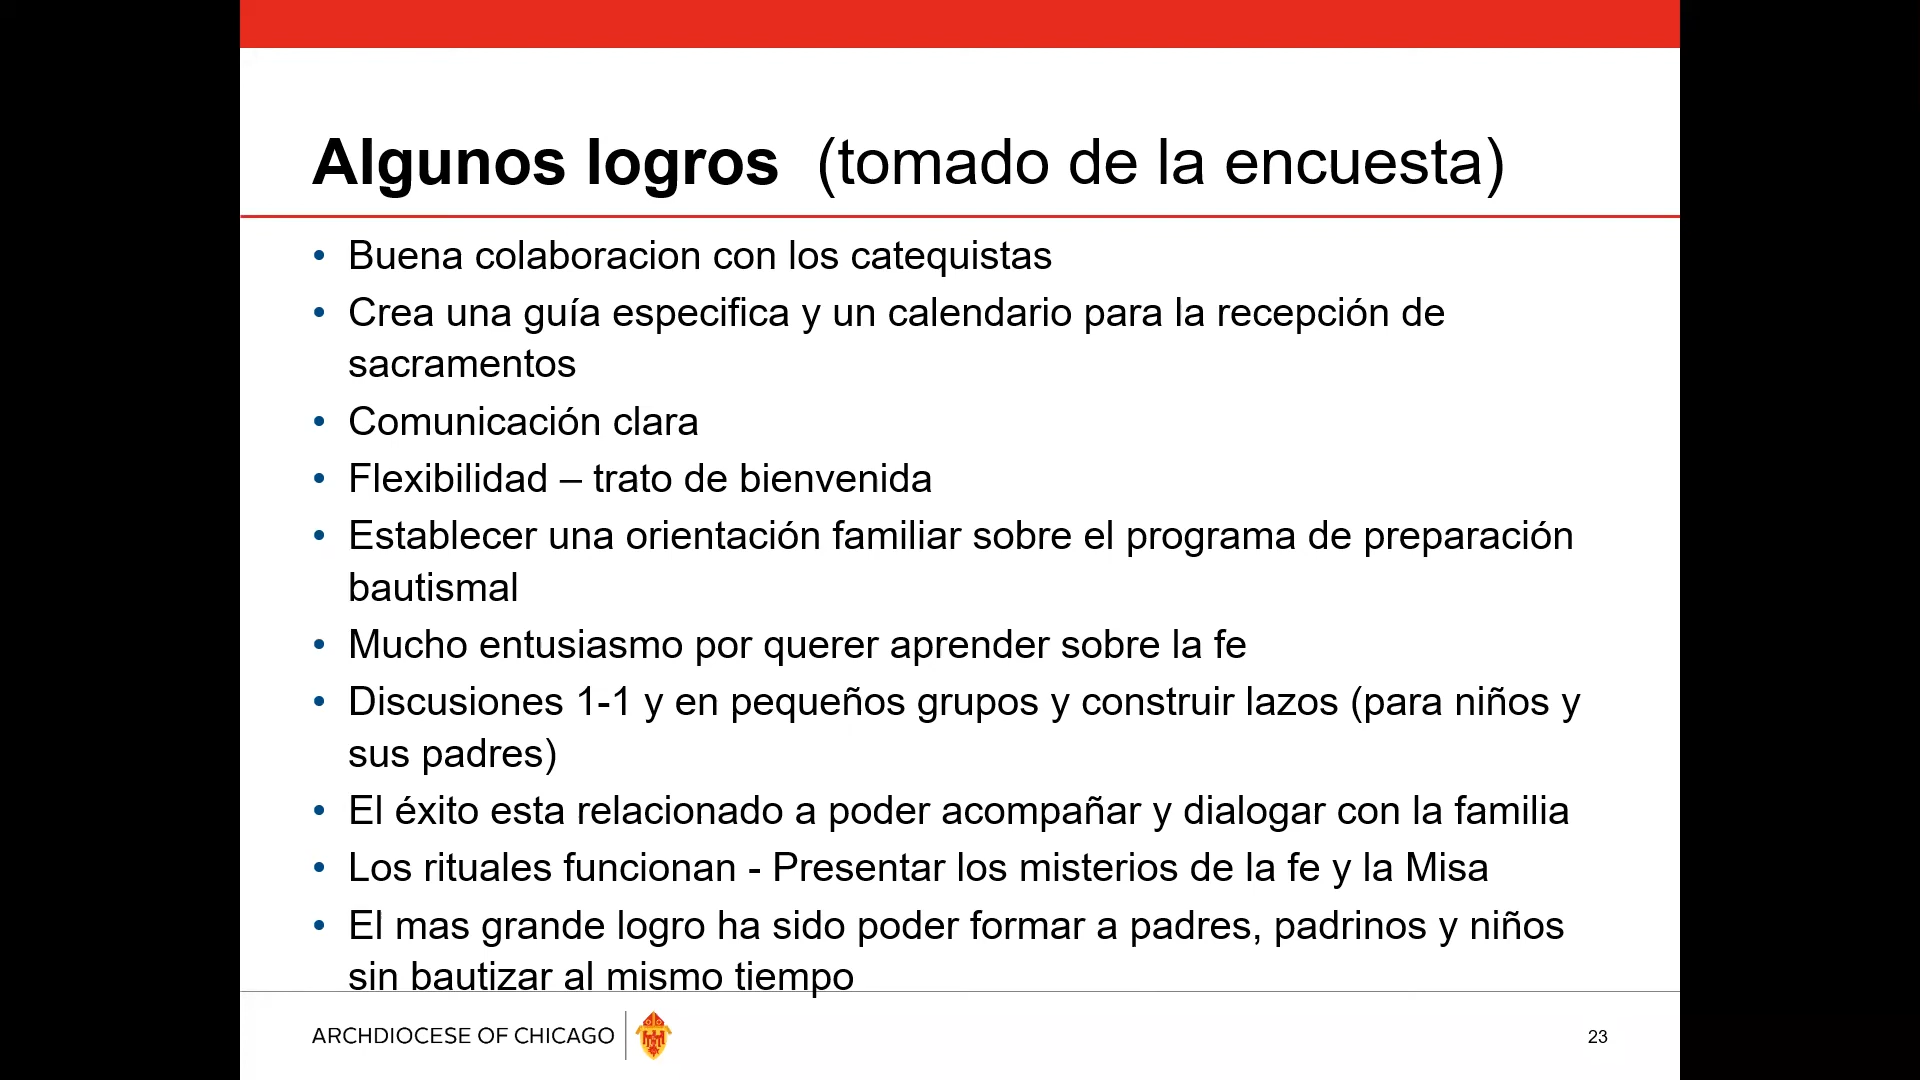 Algunos logros (tomado de la encuesta)
• Buena colaboracion con los catequistas
• Crea una guía especifica y un calendario para la recepción de
sacramentos
• Comunicación clara
• Flexibilidad – trato de bienvenida
• Establecer una orientación familiar sobre el programa de preparación
bautismal
• Mucho entusiasmo por querer aprender sobre la fe
• Discusiones 1-1 y en pequeños grupos y construir lazos (para niños y
sus padres)
• El éxito esta relacionado a poder acompañar y dialogar con la familia
• Los rituales funcionan - Presentar los misterios de la fe y la Misa
• El mas grande logro ha sido poder formar a padres, padrinos y niños
sin bautizar al mismo tiempo
ARCHDIOCESE OF CHICAGO
23